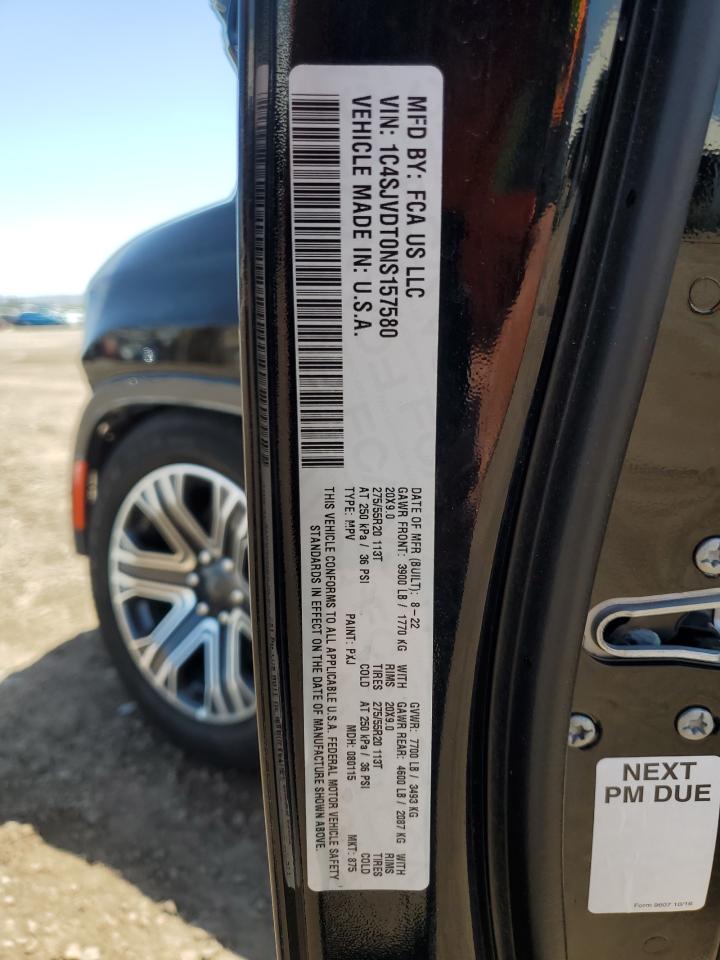 MFD BY: FCA US LLC
VIN: 1C4SJVDT0NS157580
VEHICLE MADE IN: U.S.A.
DATE OF MFR (BUILT): 8-22 GVWR: 7700 LB / 3493 KG
GAWR FRONT: 3900 LB / 1770 KG WITH GAWR REAR: 4600 LB / 2087 KG WITH
20X9.0 RIMS 20X9.0 RIMS
275/55R20 113T TIRES 275/55R20 113T TIRES
AT 250 kPa / 36 PSI COLD AT 250 kPa / 36 PSI COLD
TYPE: MPV PAINT: PXJ MDH: 080115 MKT: 875
THIS VEHICLE CONFORMS TO ALL APPLICABLE U.S.A. FEDERAL MOTOR VEHICLE SAFETY
STANDARDS IN EFFECT ON THE DATE OF MANUFACTURE SHOWN ABOVE.
NEXT
PM DUE
Form 9607 10/16